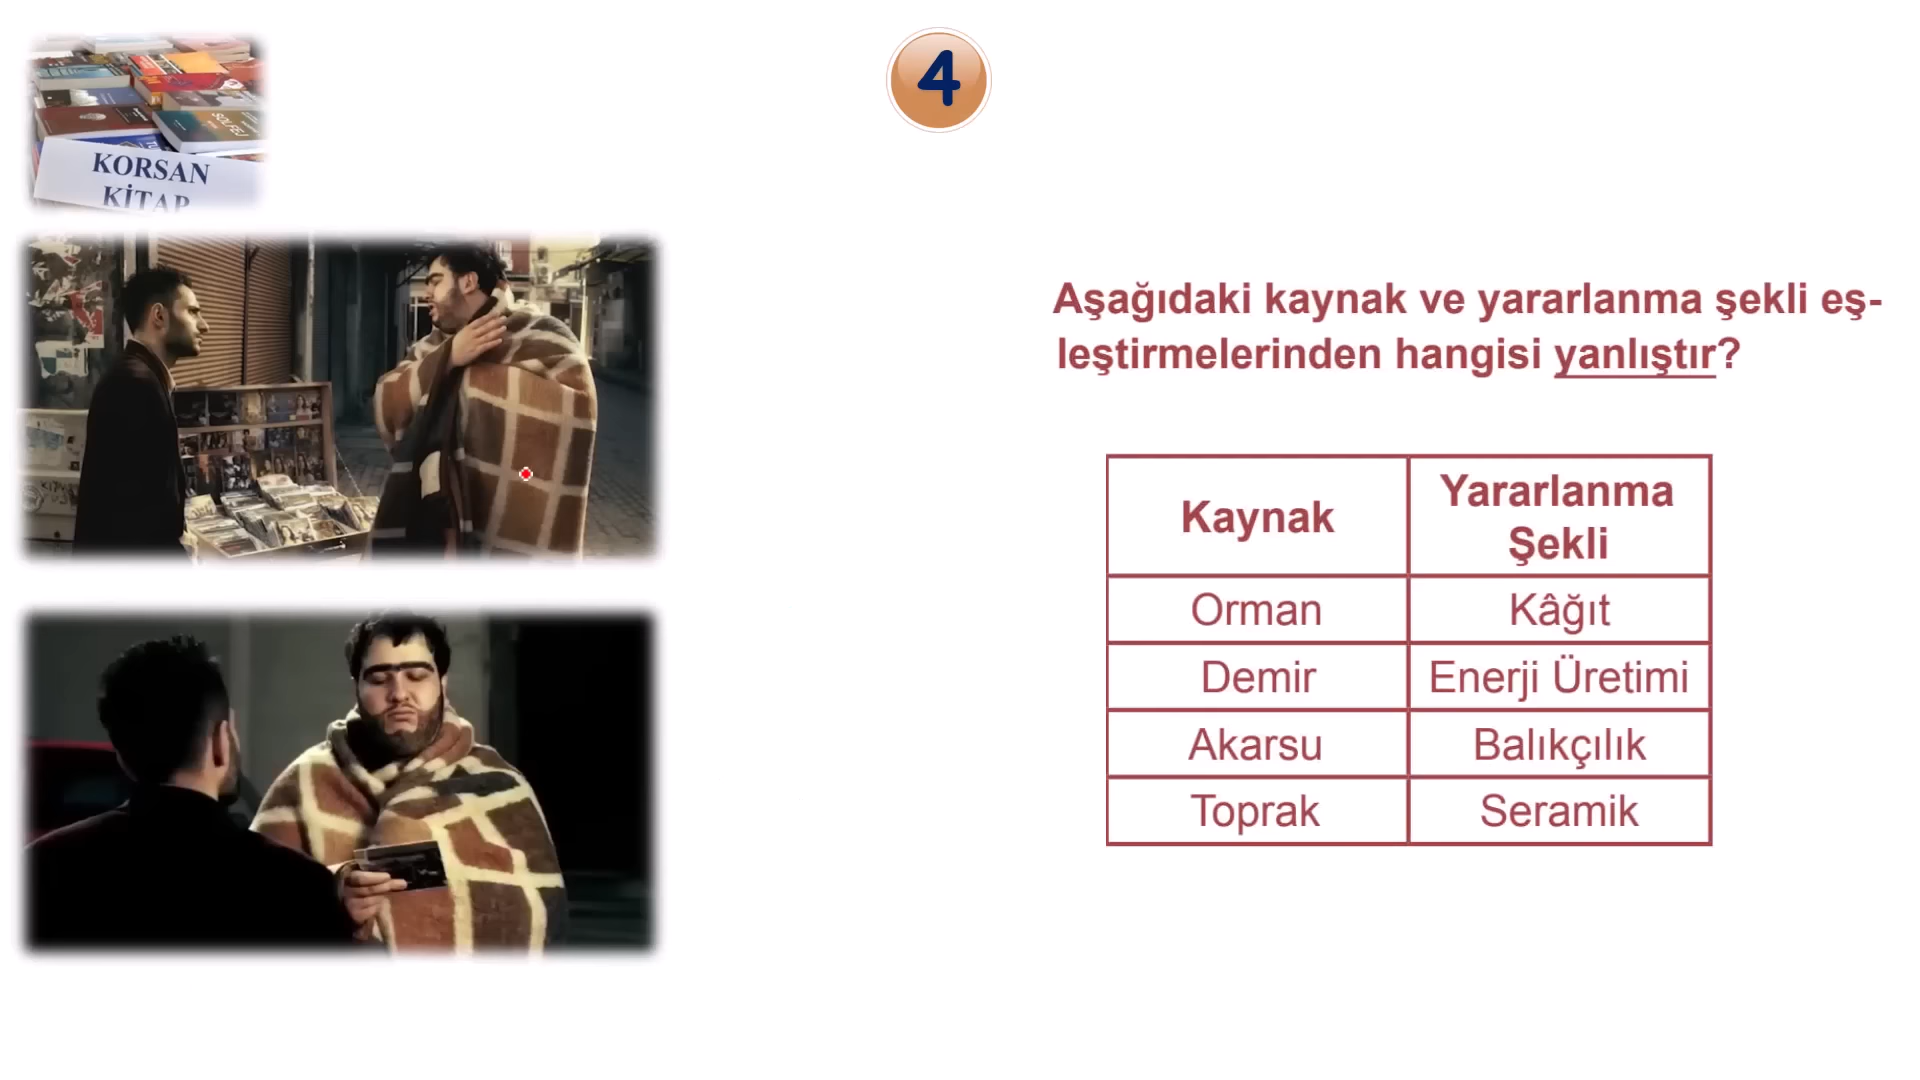 KORSAN
KİTAP
4
Aşağıdaki kaynak ve yararlanma şekli eş-
leştirmelerinden hangisi yanlıştır?
Kaynak
Yararlanma
Şekli
Orman
Kâğıt
Demir
Enerji Üretimi
Akarsu
Balıkçılık
Toprak
Seramik
SOLFEJ